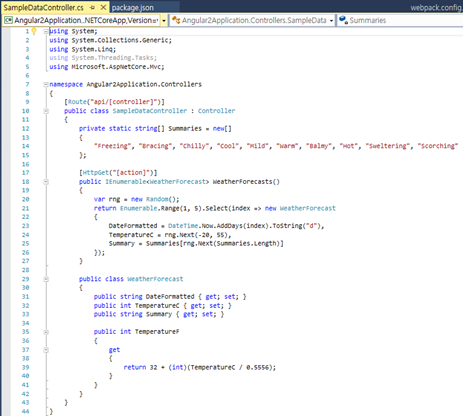 SampleDataController.cs package.json webpack.config.
Angular2Application..NETCoreApp,Version= Angular2Application.Controllers.SampleData Summaries
1 using System;
2 using System.Collections.Generic;
3 using System.Linq;
4 using System.Threading.Tasks;
5 using Microsoft.AspNetCore.Mvc;
6
7 namespace Angular2Application.Controllers
8 {
9 [Route("api/[controller]")]
10 public class SampleDataController : Controller
11 {
12 private static string[] Summaries = new[]
13 {
14 "Freezing", "Bracing", "Chilly", "Cool", "Mild", "Warm", "Balmy", "Hot", "Sweltering", "Scorching"
15 };
16
17 [HttpGet("[action]")]
18 public IEnumerable<WeatherForecast> WeatherForecasts()
19 {
20 var rng = new Random();
21 return Enumerable.Range(1, 5).Select(index => new WeatherForecast
22 {
23 DateFormatted = DateTime.Now.AddDays(index).ToString("d"),
24 TemperatureC = rng.Next(-20, 55),
25 Summary = Summaries[rng.Next(Summaries.Length)]
26 });
27 }
28
29 public class WeatherForecast
30 {
31 public string DateFormatted { get; set; }
32 public int TemperatureC { get; set; }
33 public string Summary { get; set; }
34
35 public int TemperatureF
36 {
37 get
38 {
39 return 32 + (int)(TemperatureC / 0.5556);
40 }
41 }
42 }
43 }
44 }